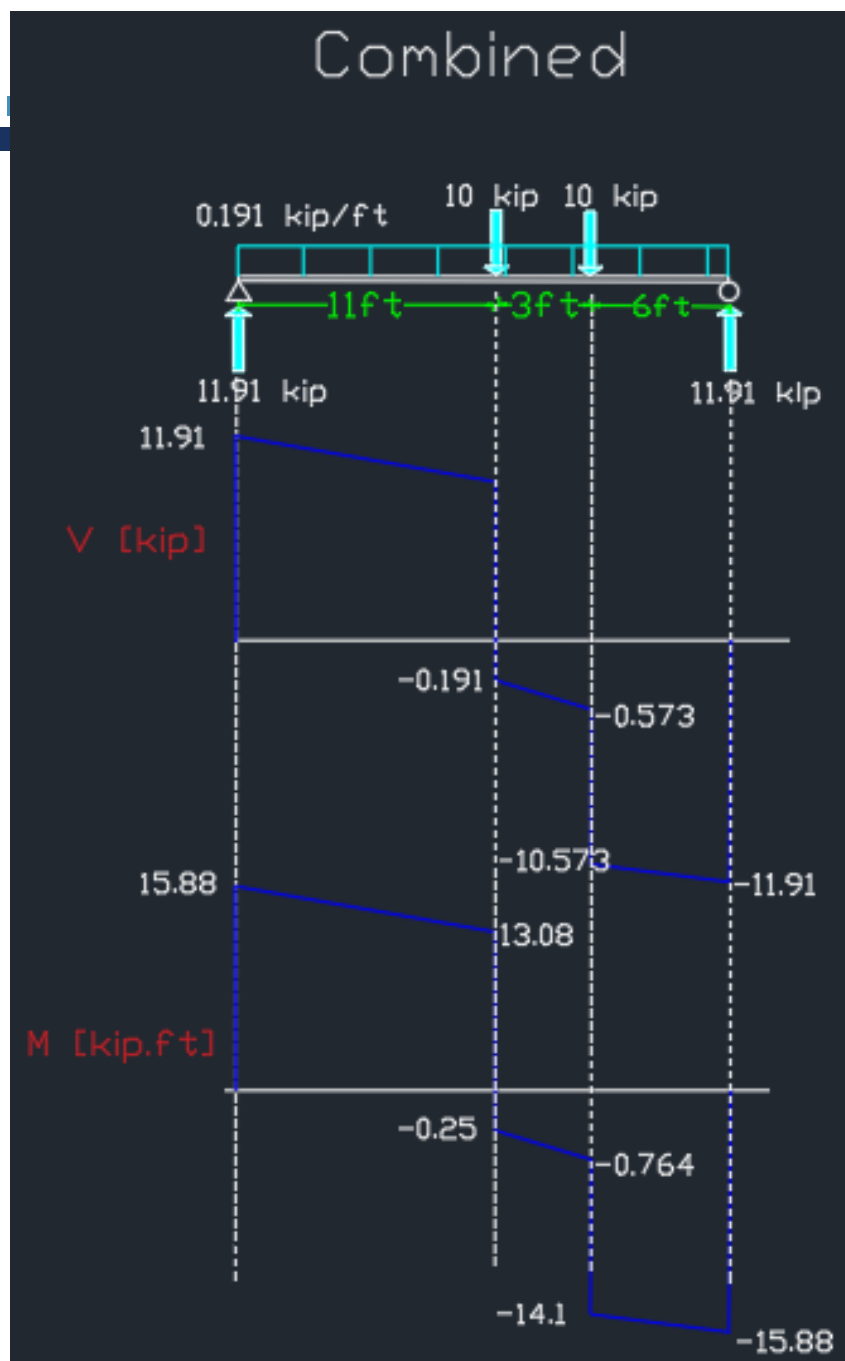 Combined
10 kip 10 kip
0.191 kip/ft
11ft 3ft 6ft
11.91 kip 11.91 kip
11.91
V [kip]
-0.191
-0.573
-10.573
15.88 -11.91
13.08
M [kip.ft]
-0.25
-0.764
-14.1
-15.88